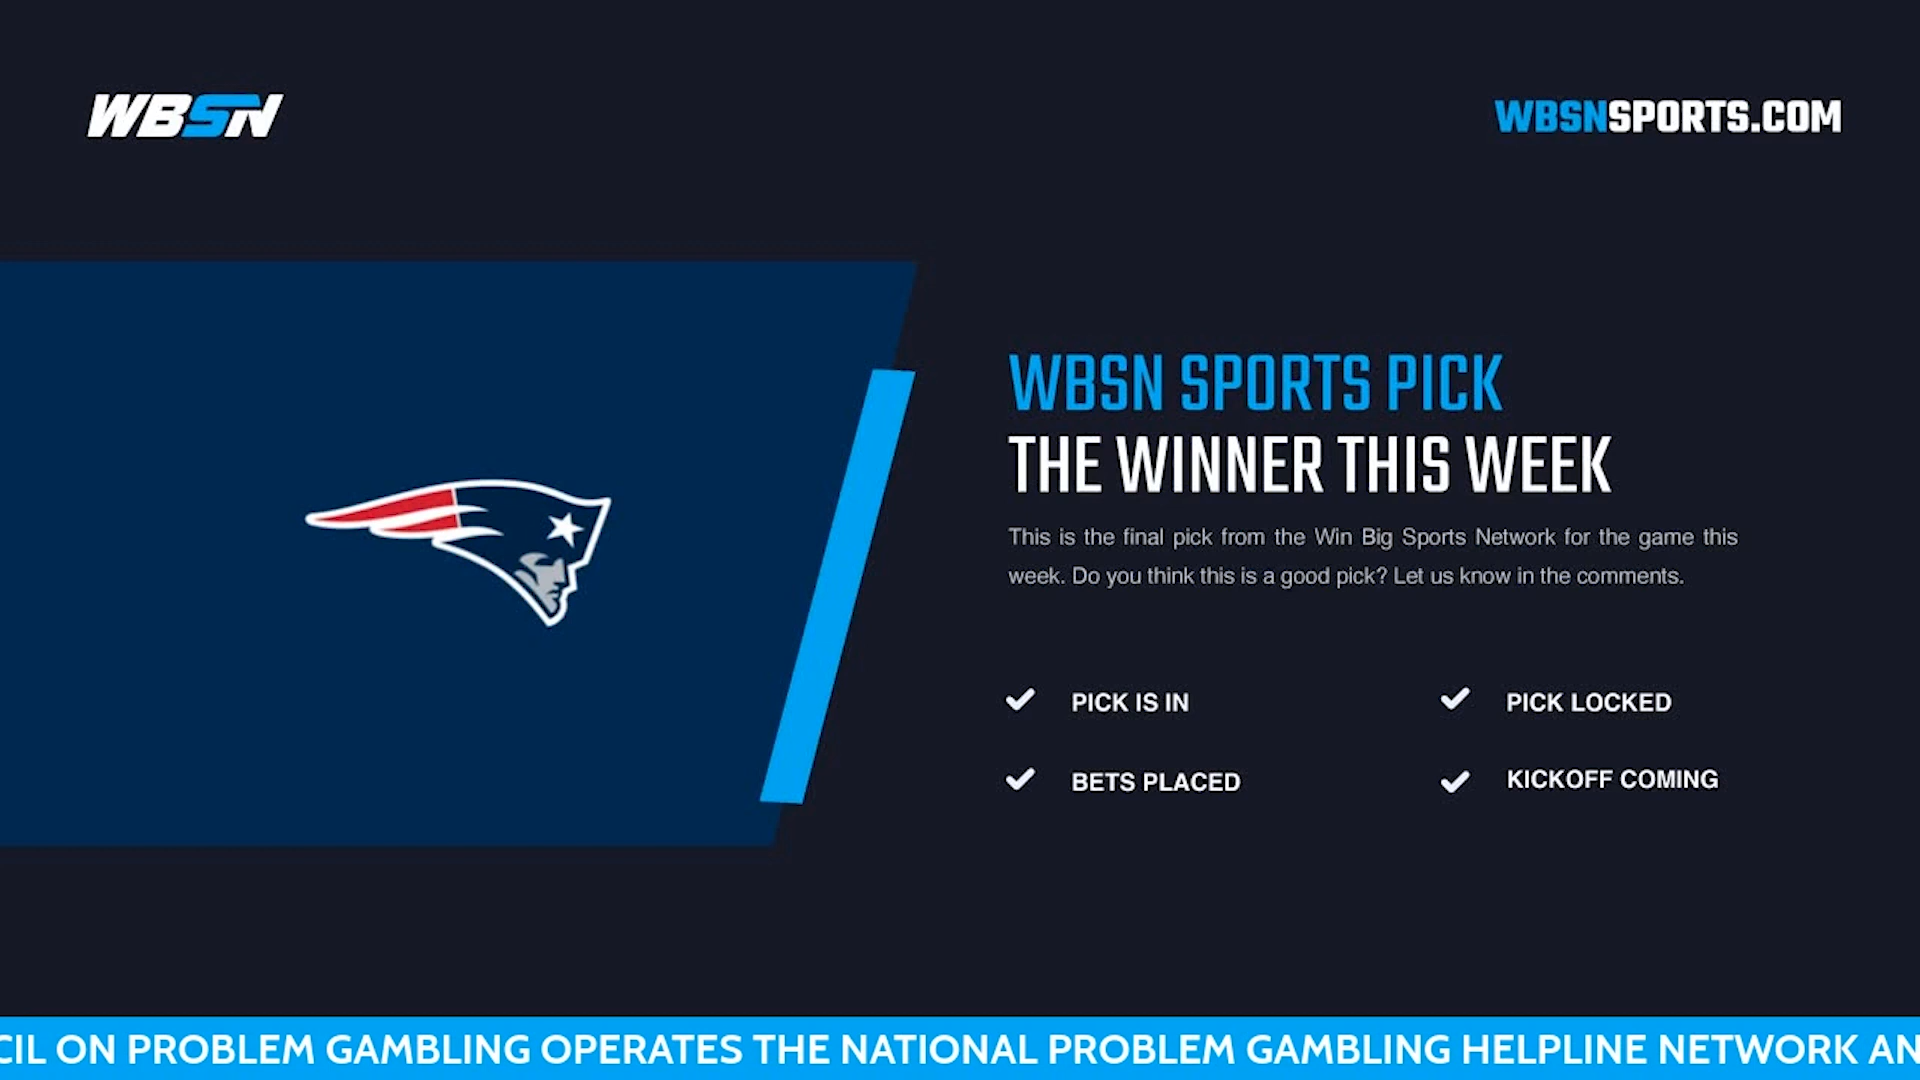 WBSN
WBSNSPORTS.COM
WBSN SPORTS PICK
THE WINNER THIS WEEK
This is the final pick from the Win Big Sports Network for the game this
week. Do you think this is a good pick? Let us know in the comments.
PICK IS IN
PICK LOCKED
BETS PLACED
KICKOFF COMING
CIL ON PROBLEM GAMBLING OPERATES THE NATIONAL PROBLEM GAMBLING HELPLINE NETWORK AN